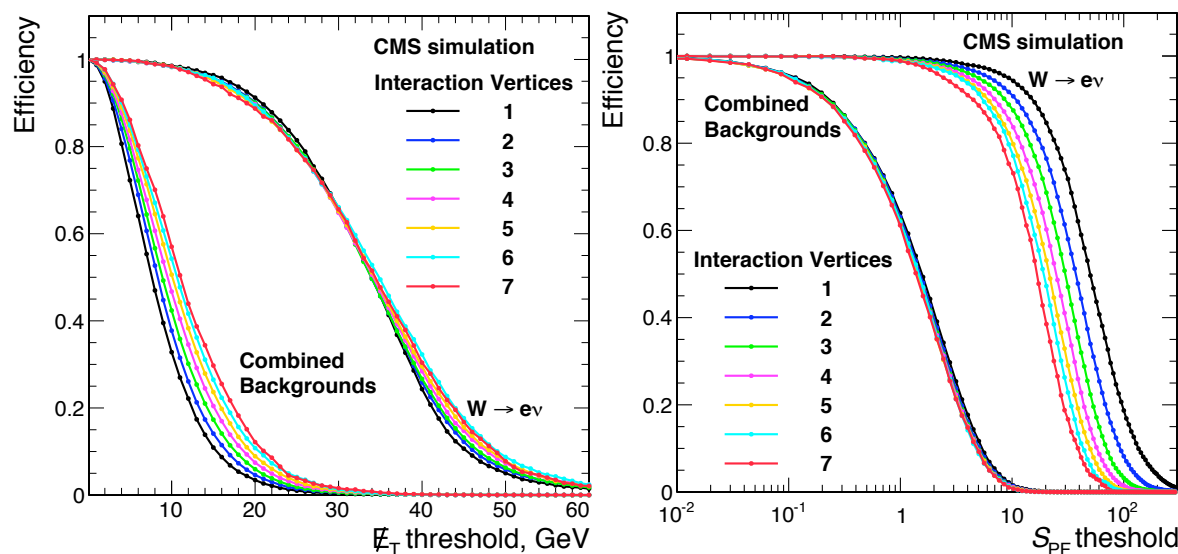 Efficiency
1
0.8
0.6
0.4
0.2
0
CMS simulation
Interaction Vertices
1
2
3
4
5
6
7
Combined
Backgrounds
W → eν
10 20 30 40 50 60
E̸_T threshold, GeV
Efficiency
1
0.8
0.6
0.4
0.2
0
CMS simulation
W → eν
Combined
Backgrounds
Interaction Vertices
1
2
3
4
5
6
7
10⁻² 10⁻¹ 1 10 10²
S_PF theshold